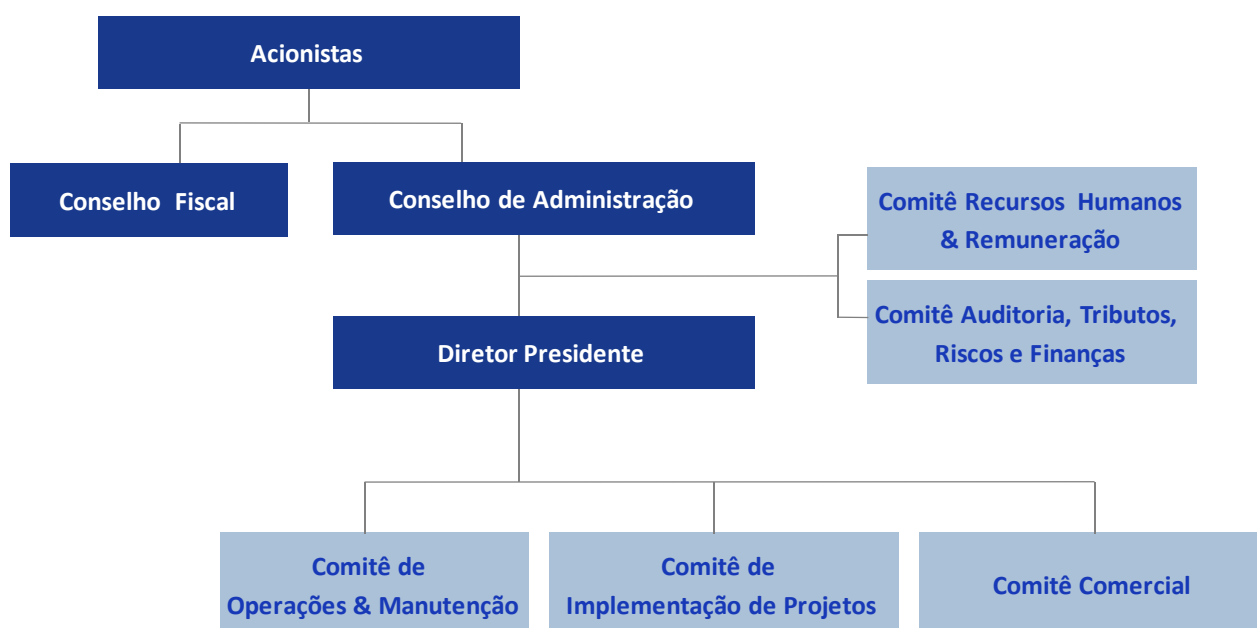 Acionistas
Conselho Fiscal
Conselho de Administração
Comitê Recursos Humanos
& Remuneração
Comitê Auditoria, Tributos,
Riscos e Finanças
Diretor Presidente
Comitê de
Operações & Manutenção
Comitê de
Implementação de Projetos
Comitê Comercial